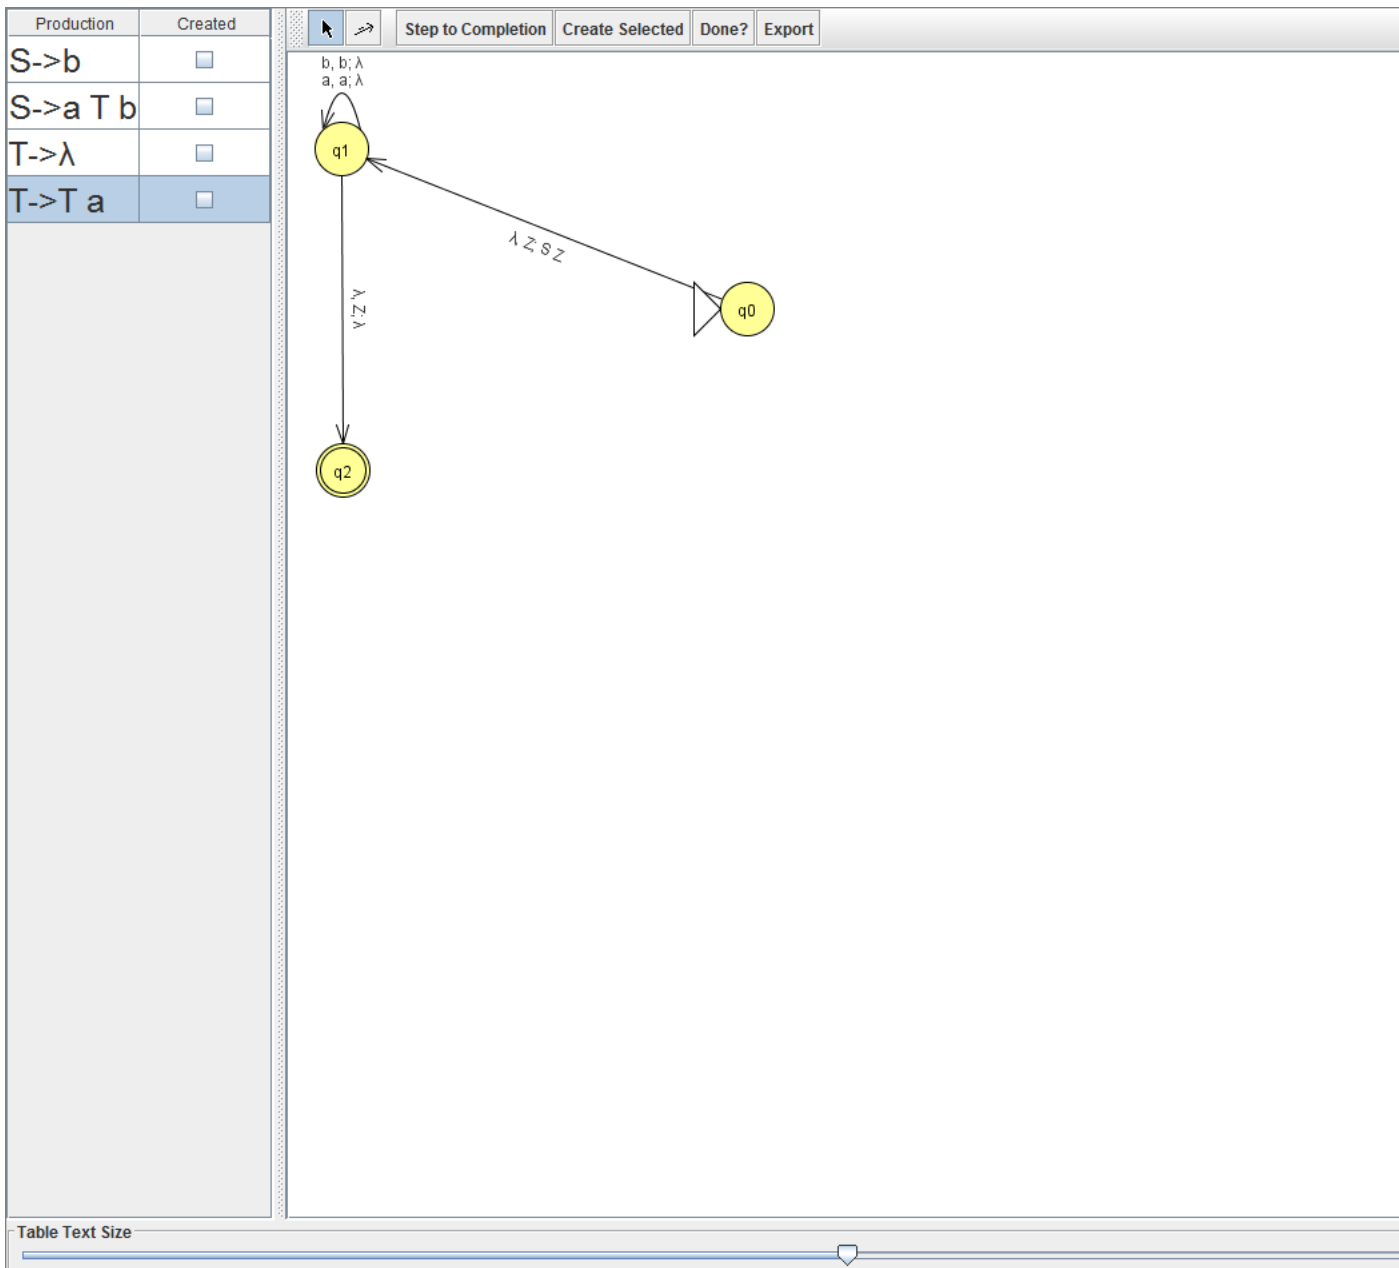 Production Created
S->b
S->a T b
T->λ
T->T a
Step to Completion Create Selected Done? Export
b, b; λ
a, a; λ
q1
λ, Z; S Z
q0
λ, Z; λ
q2
Table Text Size